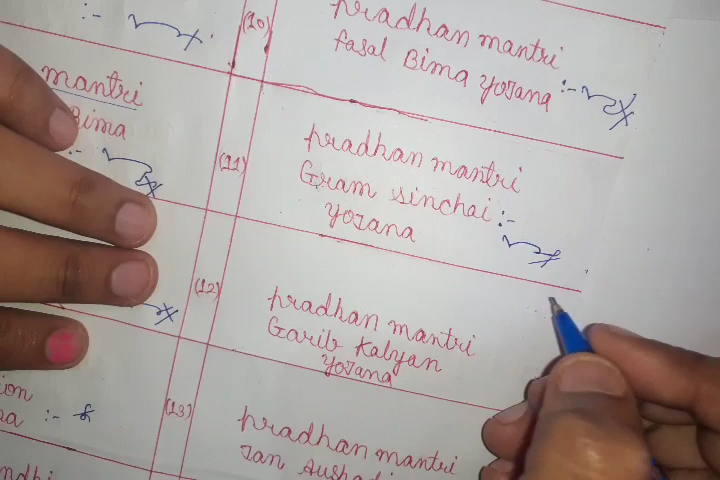 :-
mantri
Bima
:-
(10)
pradhan mantri
fasal Bima yojana :-
(11)
pradhan mantri
Gram sinchai :-
yojana
(12)
pradhan mantri
Garib Kalyan
yojana
:-
(13)
pradhan mantri
Jan